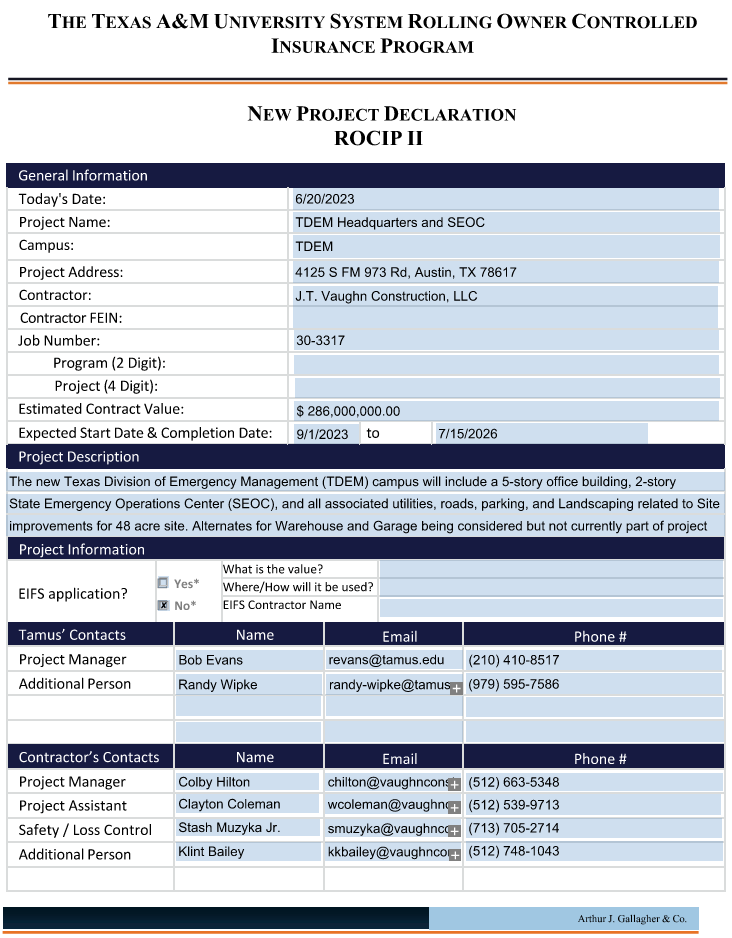 THE TEXAS A&M UNIVERSITY SYSTEM ROLLING OWNER CONTROLLED
INSURANCE PROGRAM
NEW PROJECT DECLARATION
ROCIP II
General Information
Today's Date: 6/20/2023
Project Name: TDEM Headquarters and SEOC
Campus: TDEM
Project Address: 4125 S FM 973 Rd, Austin, TX 78617
Contractor: J.T. Vaughn Construction, LLC
Contractor FEIN:
Job Number: 30-3317
Program (2 Digit):
Project (4 Digit):
Estimated Contract Value: $ 286,000,000.00
Expected Start Date & Completion Date: 9/1/2023 to 7/15/2026
Project Description
The new Texas Division of Emergency Management (TDEM) campus will include a 5-story office building, 2-story
State Emergency Operations Center (SEOC), and all associated utilities, roads, parking, and Landscaping related to Site
improvements for 48 acre site. Alternates for Warehouse and Garage being considered but not currently part of project
Project Information
What is the value?
Yes*
Where/How will it be used?
EIFS application?
No* EIFS Contractor Name
Tamus' Contacts Name Email Phone #
Project Manager Bob Evans revans@tamus.edu (210) 410-8517
Additional Person Randy Wipke randy-wipke@tamus (979) 595-7586
Contractor's Contacts Name Email Phone #
Project Manager Colby Hilton chilton@vaughncons (512) 663-5348
Project Assistant Clayton Coleman wcoleman@vaughnc (512) 539-9713
Safety / Loss Control Stash Muzyka Jr. smuzyka@vaughnco (713) 705-2714
Additional Person Klint Bailey kkbailey@vaughncon (512) 748-1043
Arthur J. Gallagher & Co.